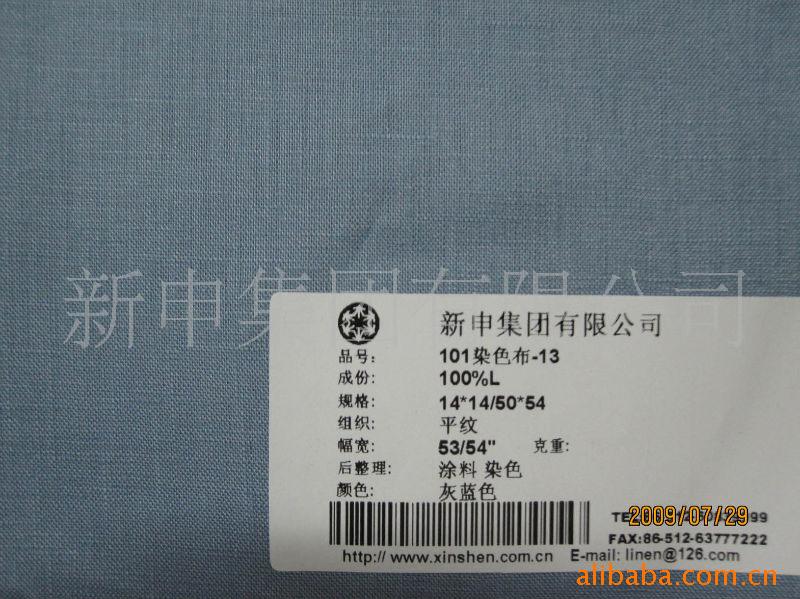 新申集团有限公司
新申集团有限公司
品号: 101染色布-13
成份: 100%L
规格: 14*14/50*54
组织: 平纹
幅宽: 53/54" 克重:
后整理: 涂料 染色
颜色: 灰蓝色
2009/07/29
FAX:86-512-63777222
http://www.xinshen.com.cn E-mail: linen@126.com
alibaba.com.cn